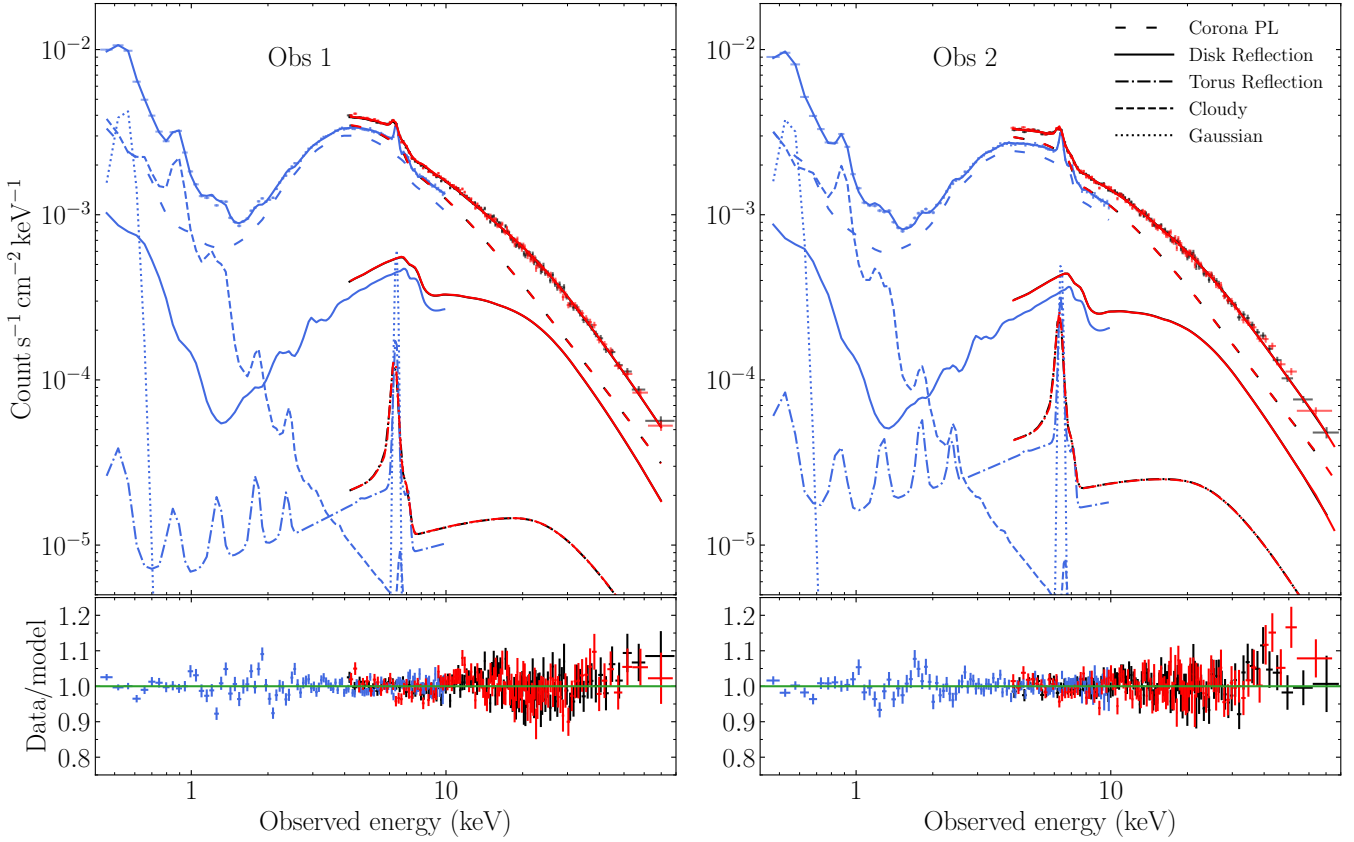 Obs 1
Obs 2
Corona PL
Disk Reflection
Torus Reflection
Cloudy
Gaussian
Count s⁻¹ cm⁻² keV⁻¹
10⁻²
10⁻³
10⁻⁴
10⁻⁵
10⁻²
10⁻³
10⁻⁴
10⁻⁵
Data/model
1.2
1.1
1.0
0.9
0.8
1.2
1.1
1.0
0.9
0.8
1
10
1
10
Observed energy (keV)
Observed energy (keV)